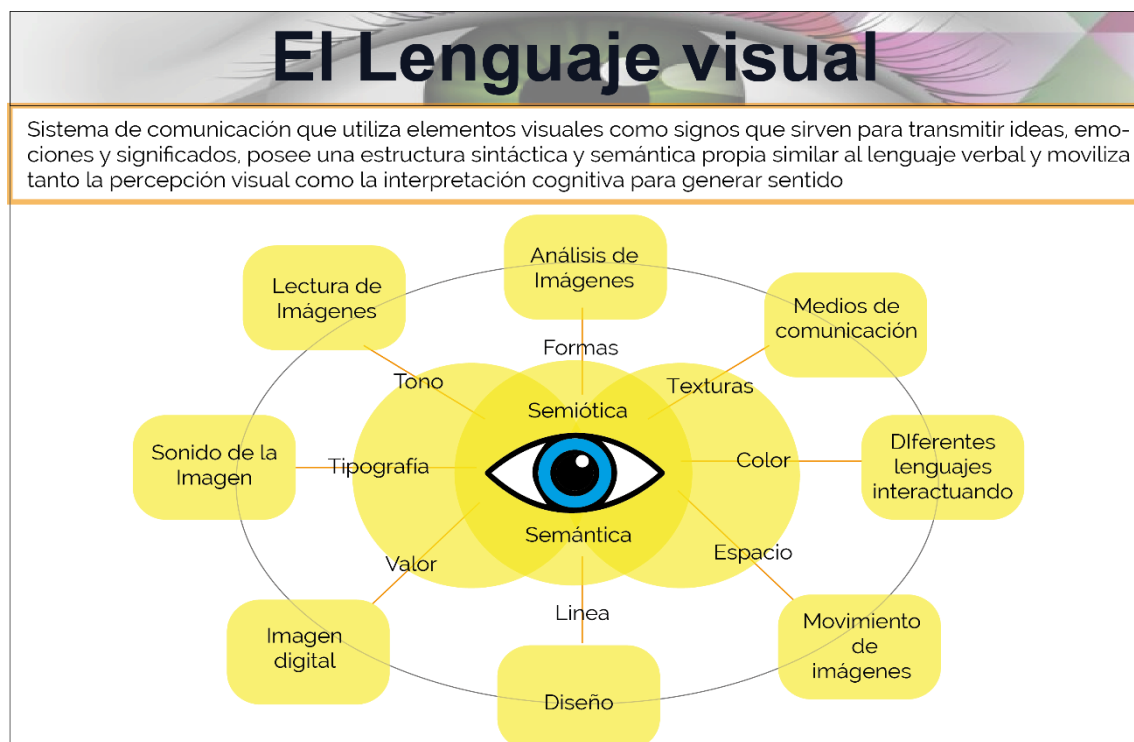 El Lenguaje visual
Sistema de comunicación que utiliza elementos visuales como signos que sirven para transmitir ideas, emo-
ciones y significados, posee una estructura sintáctica y semántica propia similar al lenguaje verbal y moviliza
tanto la percepción visual como la interpretación cognitiva para generar sentido
Análisis de
Imágenes
Lectura de
Imágenes
Medios de
comunicación
Formas
Tono
Texturas
Semiótica
Sonido de la
Imagen
Tipografía
Color
DIferentes
lenguajes
interactuando
Semántica
Valor
Espacio
Linea
Imagen
digital
Movimiento
de
imágenes
Diseño